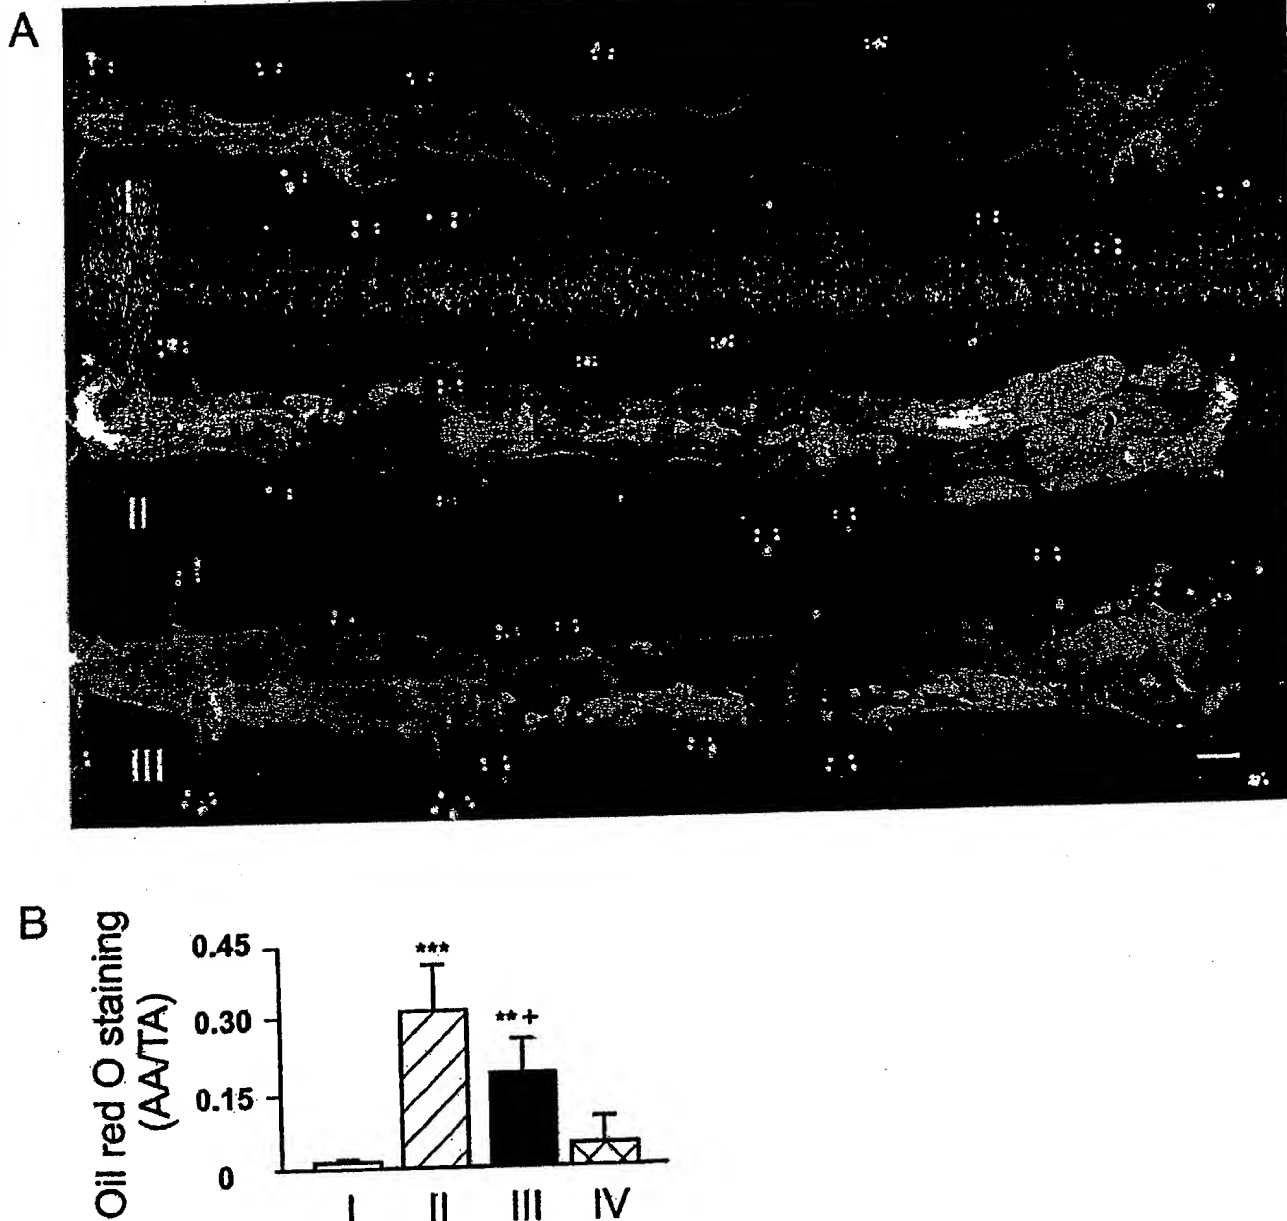 A
I
II
III
B
Oil red O staining
(AA/TA)
0.45
0.30
0.15
0
***
**+
I II III IV